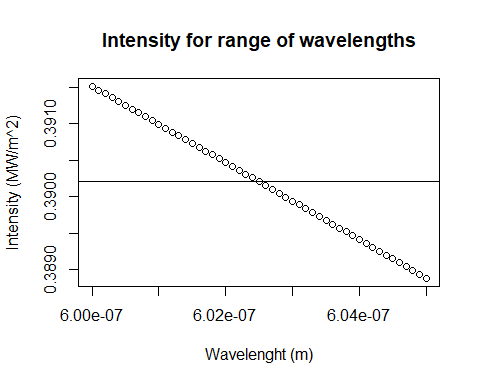 Intensity for range of wavelengths
Intensity (MW/m^2)
0.3910
0.3900
0.3890
6.00e-07 6.02e-07 6.04e-07
Wavelenght (m)